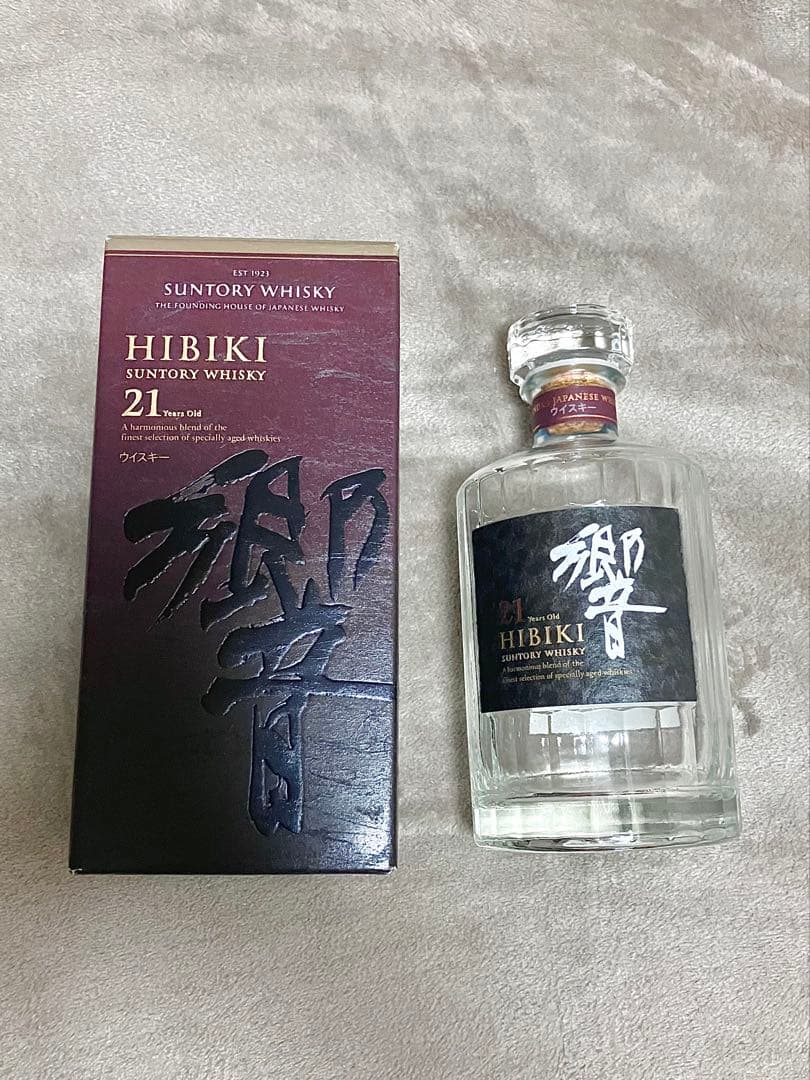 EST 1923
SUNTORY WHISKY
THE FOUNDING HOUSE OF JAPANESE WHISKY
HIBIKI
SUNTORY WHISKY
21 Years Old
A harmonious blend of the
finest selection of specially aged whiskies
ウイスキー
響
JAPANESE
ウイスキー
響
21 Years Old
HIBIKI
SUNTORY WHISKY
A harmonious blend of the
finest selection of specially aged whiskies